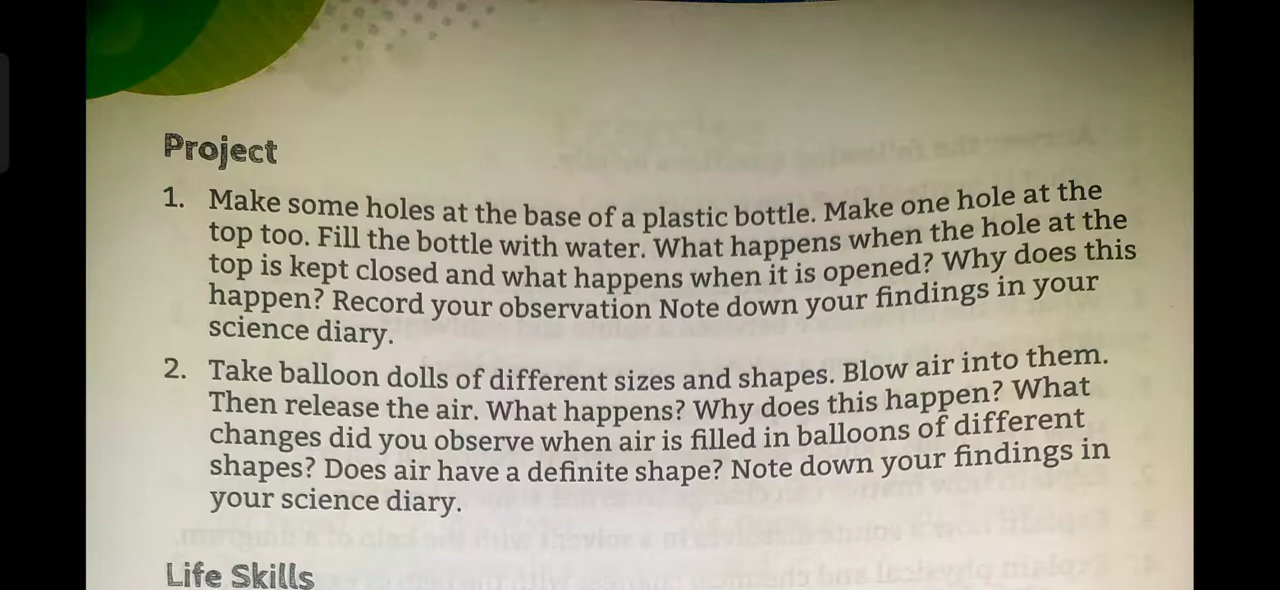 Project
1. Make some holes at the base of a plastic bottle. Make one hole at the
top too. Fill the bottle with water. What happens when the hole at the
top is kept closed and what happens when it is opened? Why does this
happen? Record your observation Note down your findings in your
science diary.
2. Take balloon dolls of different sizes and shapes. Blow air into them.
Then release the air. What happens? Why does this happen? What
changes did you observe when air is filled in balloons of different
shapes? Does air have a definite shape? Note down your findings in
your science diary.
Life Skills